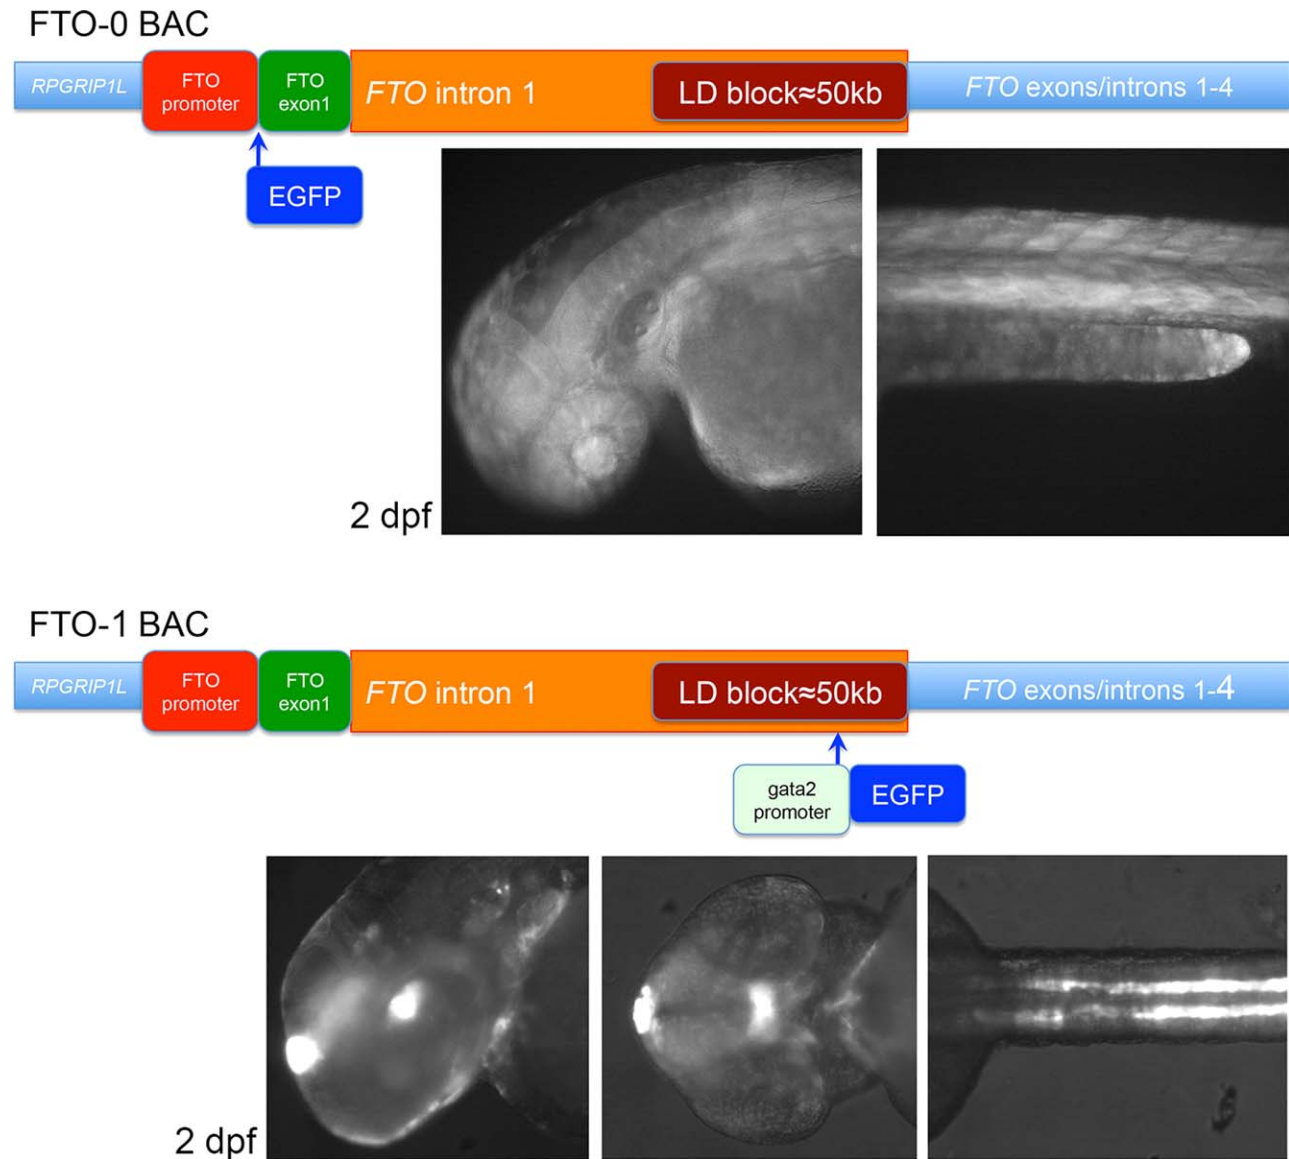 FTO-0 BAC
RPGRIP1L
FTO
promoter
FTO
exon1
FTO intron 1
LD block≈50kb
FTO exons/introns 1-4
EGFP
2 dpf
FTO-1 BAC
RPGRIP1L
FTO
promoter
FTO
exon1
FTO intron 1
LD block≈50kb
FTO exons/introns 1-4
gata2
promoter
EGFP
2 dpf